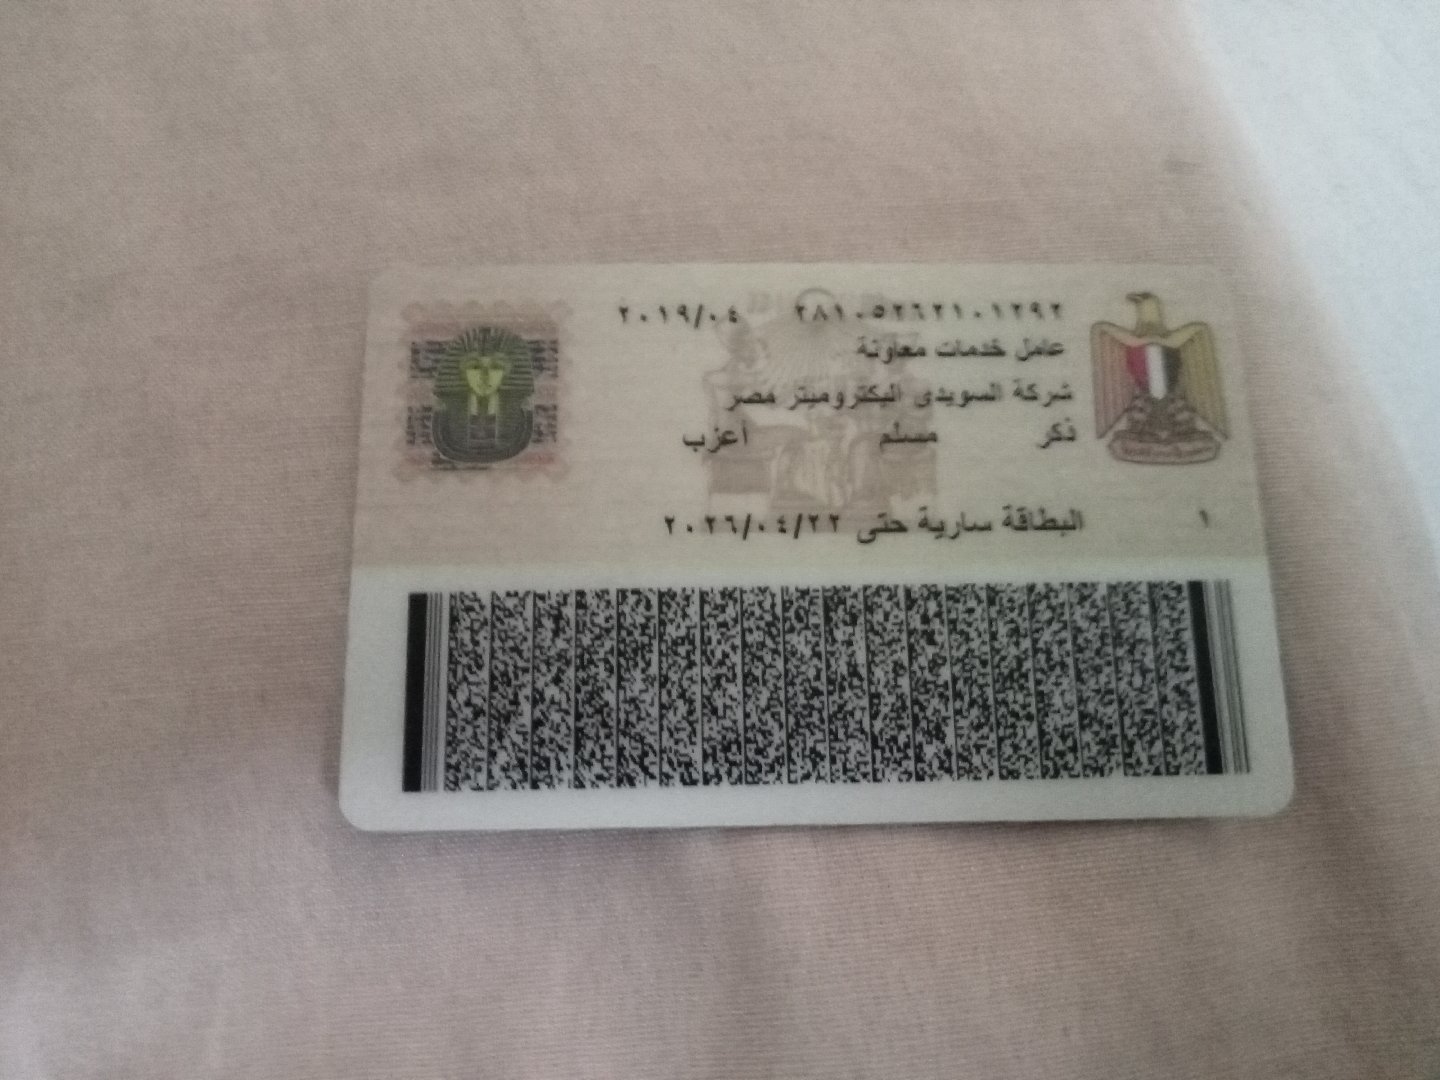 ٢٨١٠٥٢٦٢١٠١٢٩٢ ٢٠١٩/٠٤
عامل خدمات معاونة
شركة السويدى اليكتروميتر مصر
ذكر مسلم أعزب
١ البطاقة سارية حتى ٢٠٢٦/٠٤/٢٢